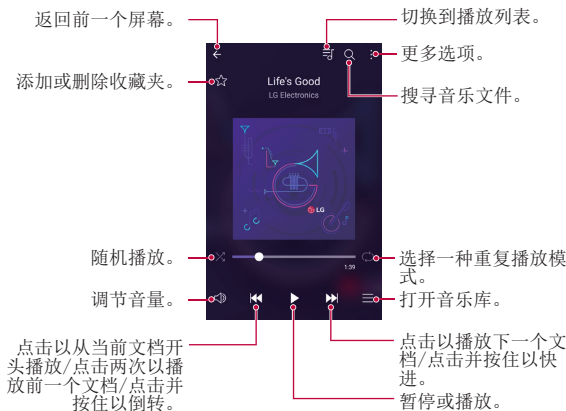 返回前一个屏幕。
切换到播放列表。
更多选项。
添加或删除收藏夹。
搜寻音乐文件。
Life's Good
LG Electronics
LG
随机播放。
选择一种重复播放模
式。
1:39
调节音量。
打开音乐库。
点击以从当前文档开
头播放/点击两次以播
放前一个文档/点击并
按住以倒转。
点击以播放下一个文
档/点击并按住以快
进。
暂停或播放。